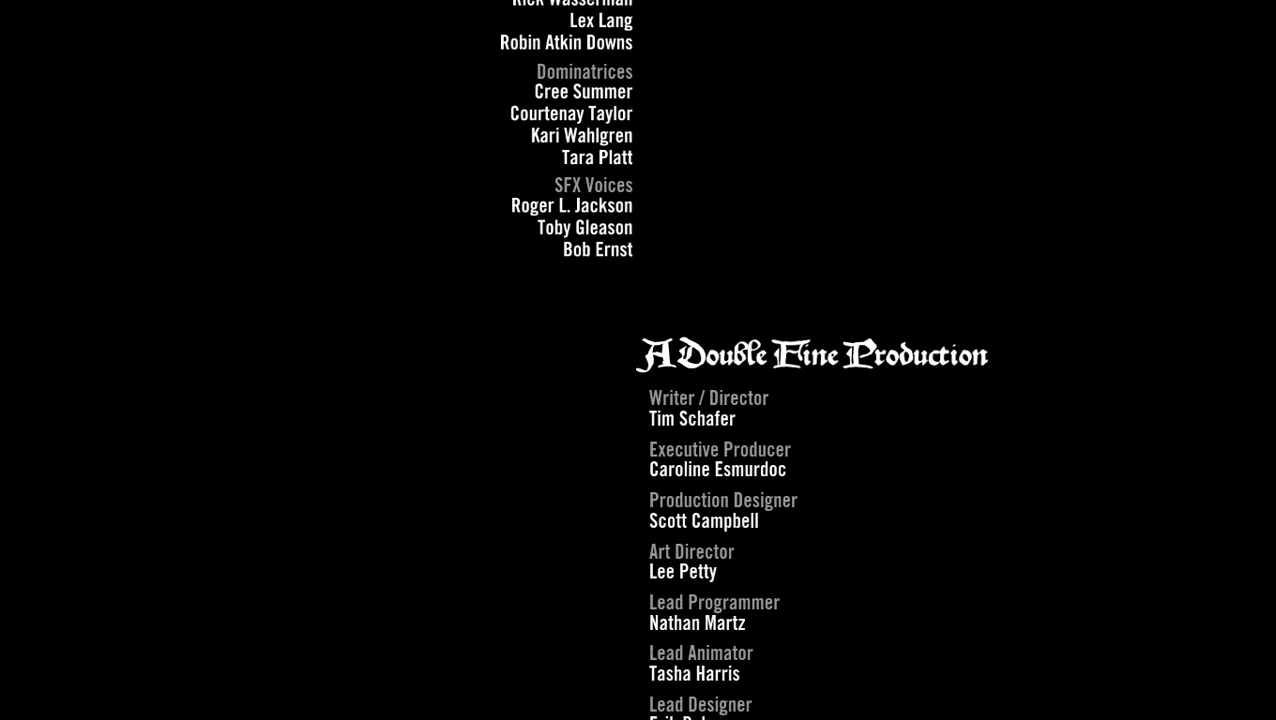 Rick Wasserman
Lex Lang
Robin Atkin Downs
Dominatrices
Cree Summer
Courtenay Taylor
Kari Wahlgren
Tara Platt
SFX Voices
Roger L. Jackson
Toby Gleason
Bob Ernst
A Double Fine Production
Writer / Director
Tim Schafer
Executive Producer
Caroline Esmurdoc
Production Designer
Scott Campbell
Art Director
Lee Petty
Lead Programmer
Nathan Martz
Lead Animator
Tasha Harris
Lead Designer